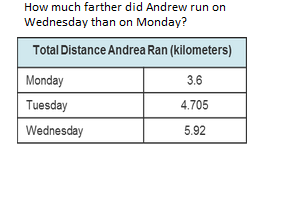 How much farther did Andrew run on
Wednesday than on Monday?
Total Distance Andrea Ran (kilometers)
Monday 3.6
Tuesday 4.705
Wednesday 5.92